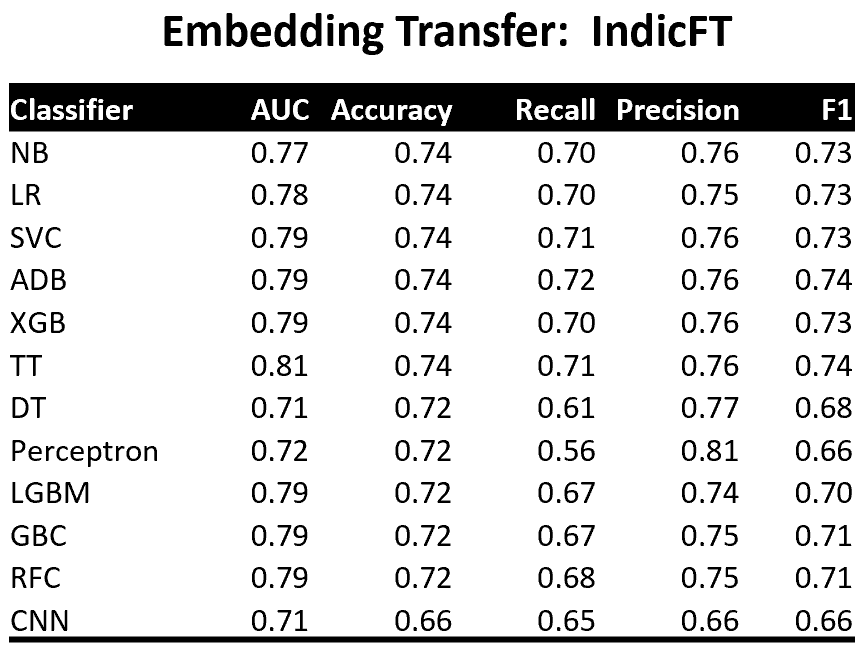 Embedding Transfer: IndicFT
Classifier AUC Accuracy Recall Precision F1
NB 0.77 0.74 0.70 0.76 0.73
LR 0.78 0.74 0.70 0.75 0.73
SVC 0.79 0.74 0.71 0.76 0.73
ADB 0.79 0.74 0.72 0.76 0.74
XGB 0.79 0.74 0.70 0.76 0.73
TT 0.81 0.74 0.71 0.76 0.74
DT 0.71 0.72 0.61 0.77 0.68
Perceptron 0.72 0.72 0.56 0.81 0.66
LGBM 0.79 0.72 0.67 0.74 0.70
GBC 0.79 0.72 0.67 0.75 0.71
RFC 0.79 0.72 0.68 0.75 0.71
CNN 0.71 0.66 0.65 0.66 0.66